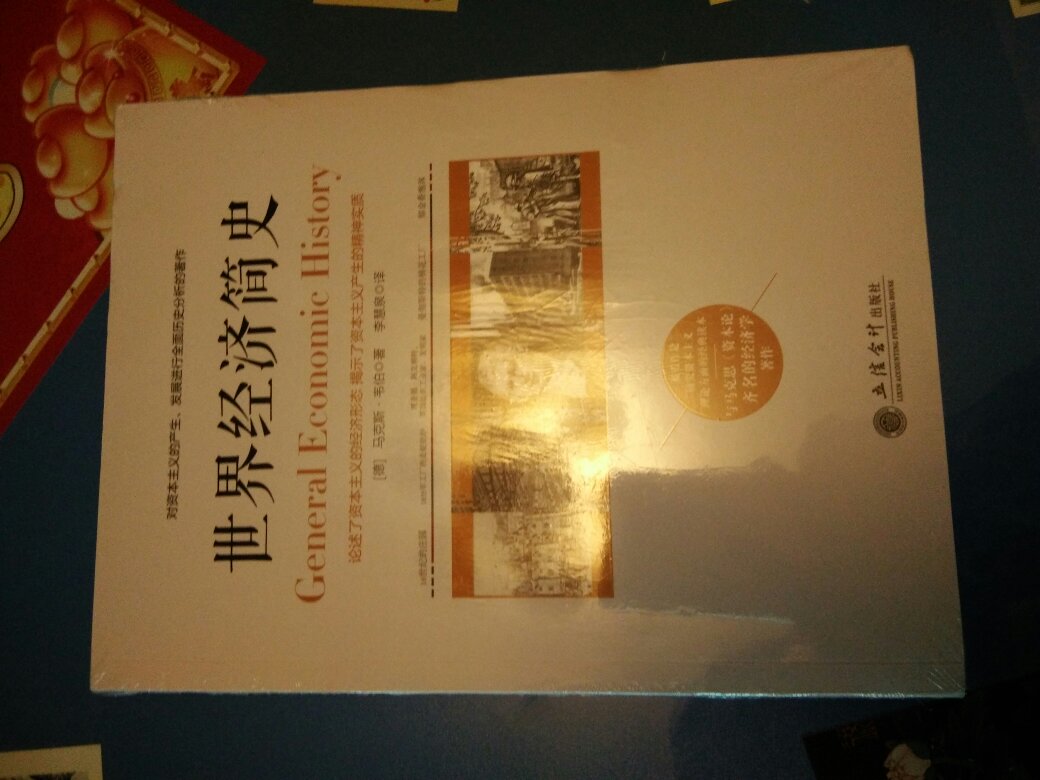 对资本主义的产生、发展进行全面历史分析的著作
世界经济简史
General Economic History
论述了资本主义的经济形态 揭示了资本主义产生的精神实质
[德] 马克斯·韦伯◎著 李慧泉◎译
与马克思《资本论》
齐名的经济学
著作
立信会计出版社
LIXIN ACCOUNTING PUBLISHING HOUSE